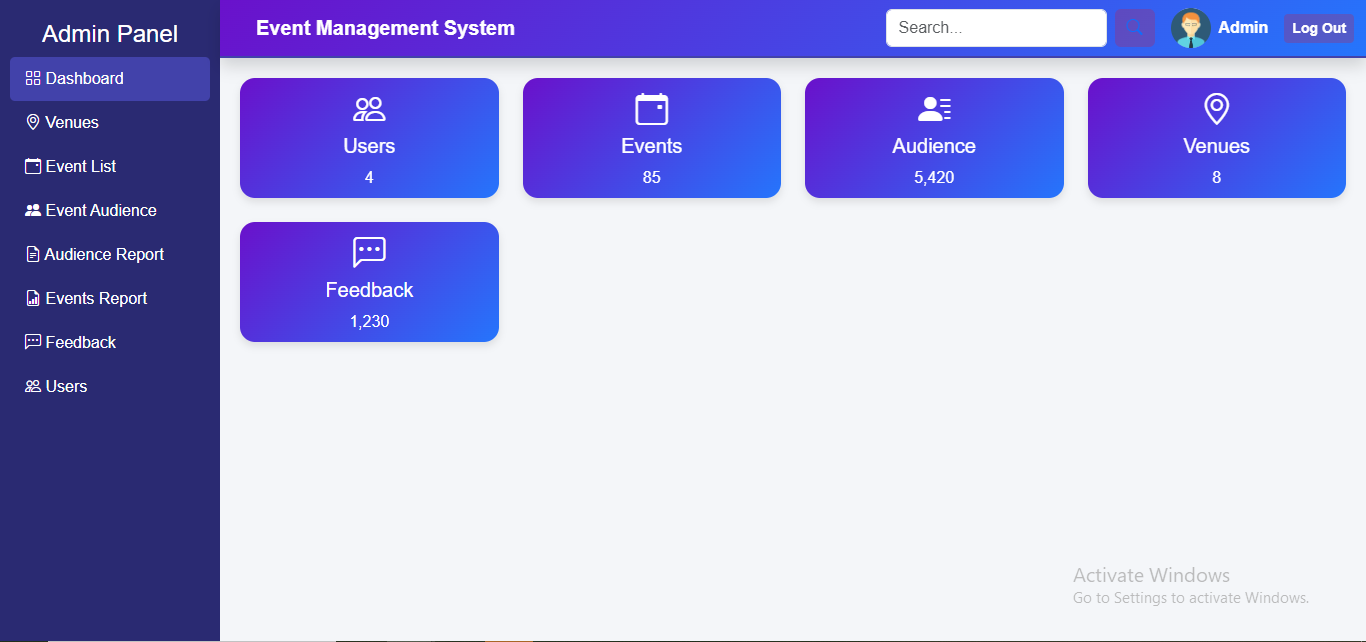 Admin Panel
Dashboard
Venues
Event List
Event Audience
Audience Report
Events Report
Feedback
Users
Event Management System
Search...
Admin
Log Out
Users
4
Events
85
Audience
5,420
Venues
8
Feedback
1,230
Activate Windows
Go to Settings to activate Windows.